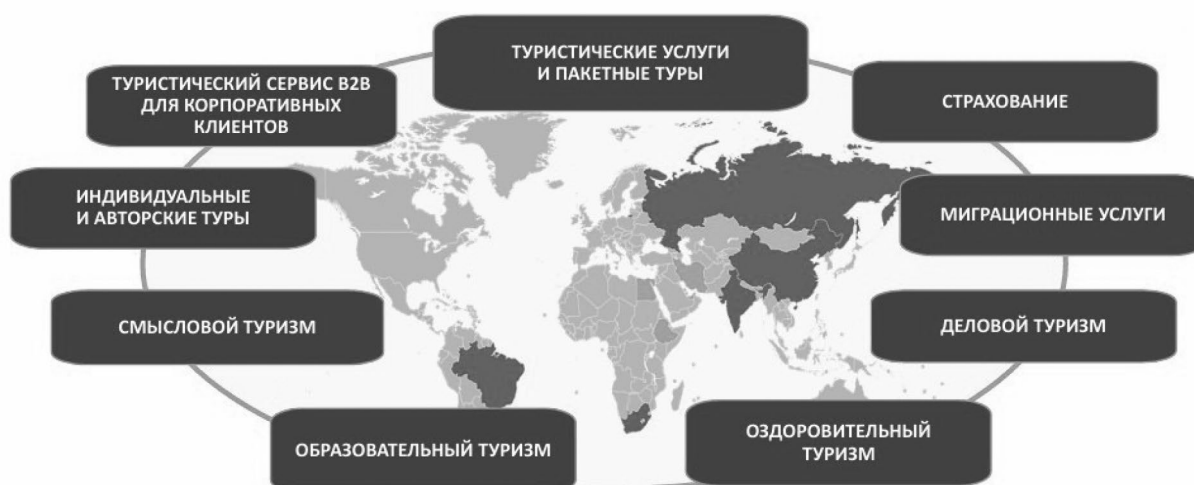 ТУРИСТИЧЕСКИЕ УСЛУГИ
И ПАКЕТНЫЕ ТУРЫ
ТУРИСТИЧЕСКИЙ СЕРВИС B2B
ДЛЯ КОРПОРАТИВНЫХ
КЛИЕНТОВ
СТРАХОВАНИЕ
ИНДИВИДУАЛЬНЫЕ
И АВТОРСКИЕ ТУРЫ
МИГРАЦИОННЫЕ УСЛУГИ
СМЫСЛОВОЙ ТУРИЗМ
ДЕЛОВОЙ ТУРИЗМ
ОБРАЗОВАТЕЛЬНЫЙ ТУРИЗМ
ОЗДОРОВИТЕЛЬНЫЙ
ТУРИЗМ